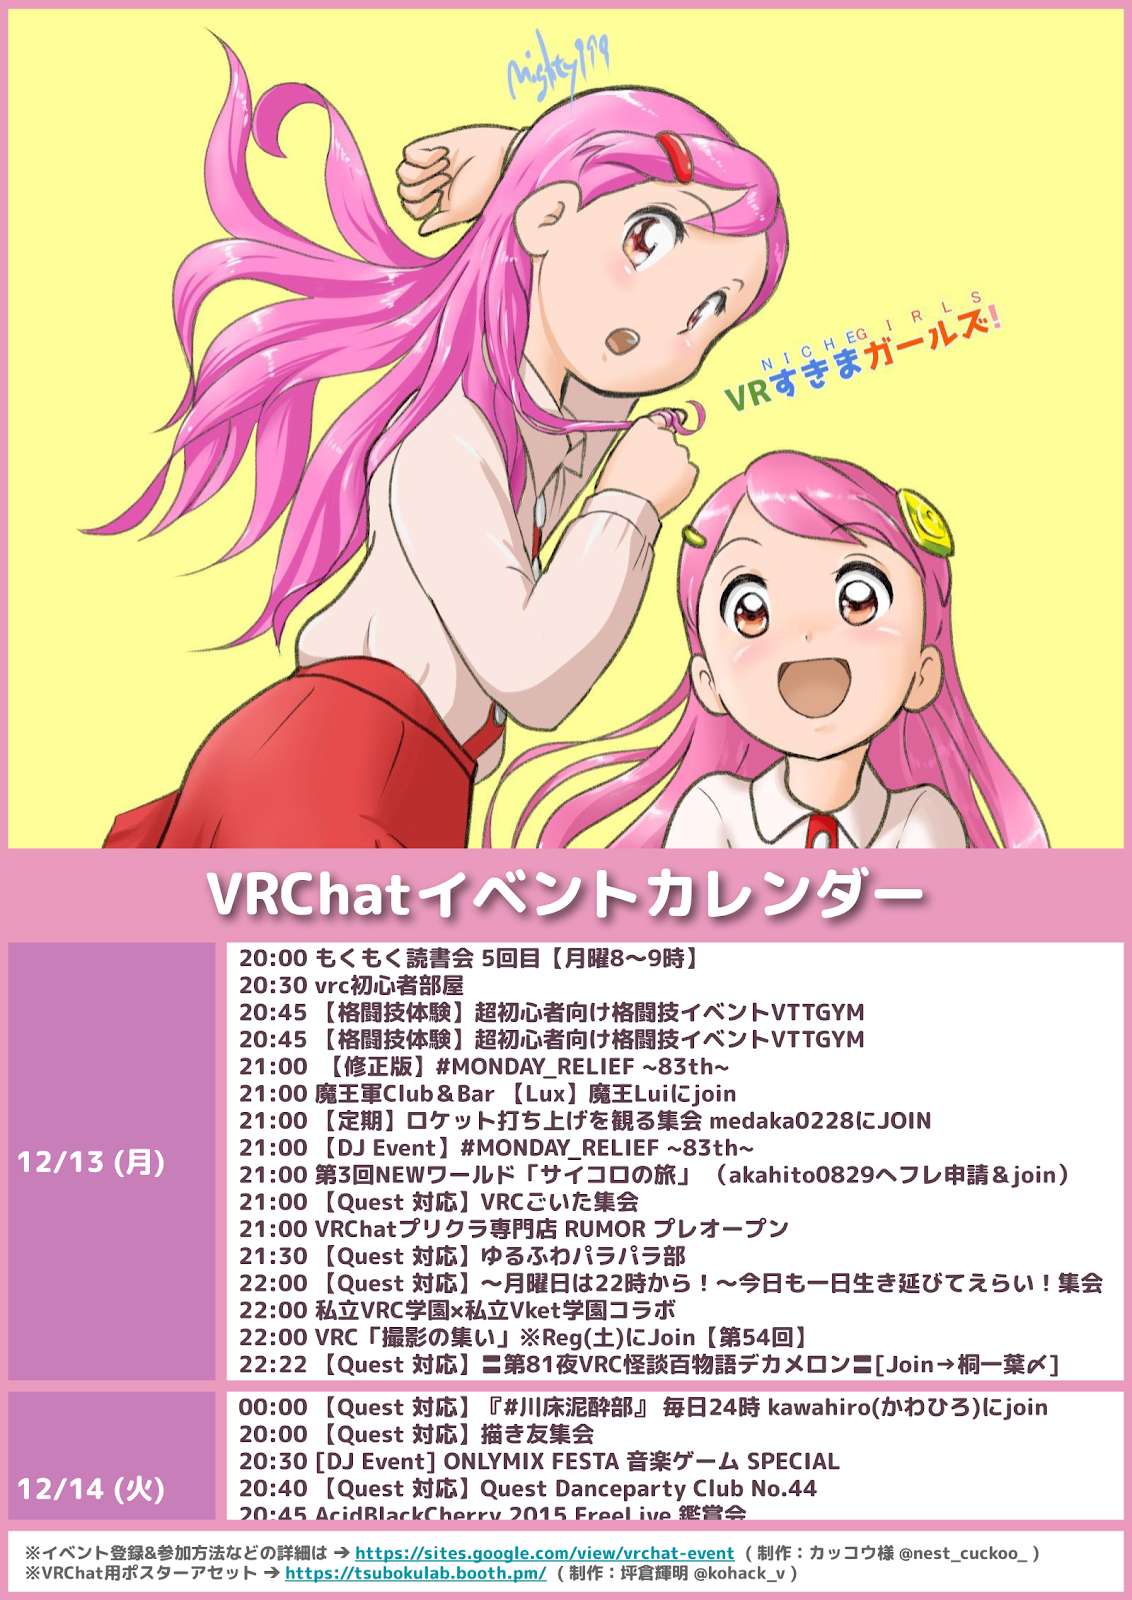 mighty199
NICHE GIRLS
VRすきまガールズ!
VRChatイベントカレンダー
12/13 (月)
20:00 もくもく読書会 5回目【月曜8〜9時】
20:30 vrc初心者部屋
20:45 【格闘技体験】超初心者向け格闘技イベントVTTGYM
20:45 【格闘技体験】超初心者向け格闘技イベントVTTGYM
21:00 【修正版】#MONDAY_RELIEF ~83th~
21:00 魔王軍Club＆Bar 【Lux】魔王Luiにjoin
21:00 【定期】ロケット打ち上げを観る集会 medaka0228にJOIN
21:00 【DJ Event】#MONDAY_RELIEF ~83th~
21:00 第3回NEWワールド「サイコロの旅」 （akahito0829へフレ申請＆join）
21:00 【Quest 対応】VRCごいた集会
21:00 VRChatプリクラ専門店 RUMOR プレオープン
21:30 【Quest 対応】ゆるふわパラパラ部
22:00 【Quest 対応】〜月曜日は22時から！〜今日も一日生き延びてえらい！集会
22:00 私立VRC学園×私立Vket学園コラボ
22:00 VRC「撮影の集い」※Reg(土)にJoin【第54回】
22:22 【Quest 対応】〓第81夜VRC怪談百物語デカメロン〓[Join→桐一葉〆]
12/14 (火)
00:00 【Quest 対応】『#川床泥酔部』 毎日24時 kawahiro(かわひろ)にjoin
20:00 【Quest 対応】描き友集会
20:30 [DJ Event] ONLYMIX FESTA 音楽ゲーム SPECIAL
20:40 【Quest 対応】Quest Danceparty Club No.44
20:45 AcidBlackCherry 2015 FreeLive 鑑賞会
※イベント登録&参加方法などの詳細は ➔ https://sites.google.com/view/vrchat-event ( 制作：カッコウ様 @nest_cuckoo_ )
※VRChat用ポスターアセット ➔ https://tsubokulab.booth.pm/ ( 制作：坪倉輝明 @kohack_v )